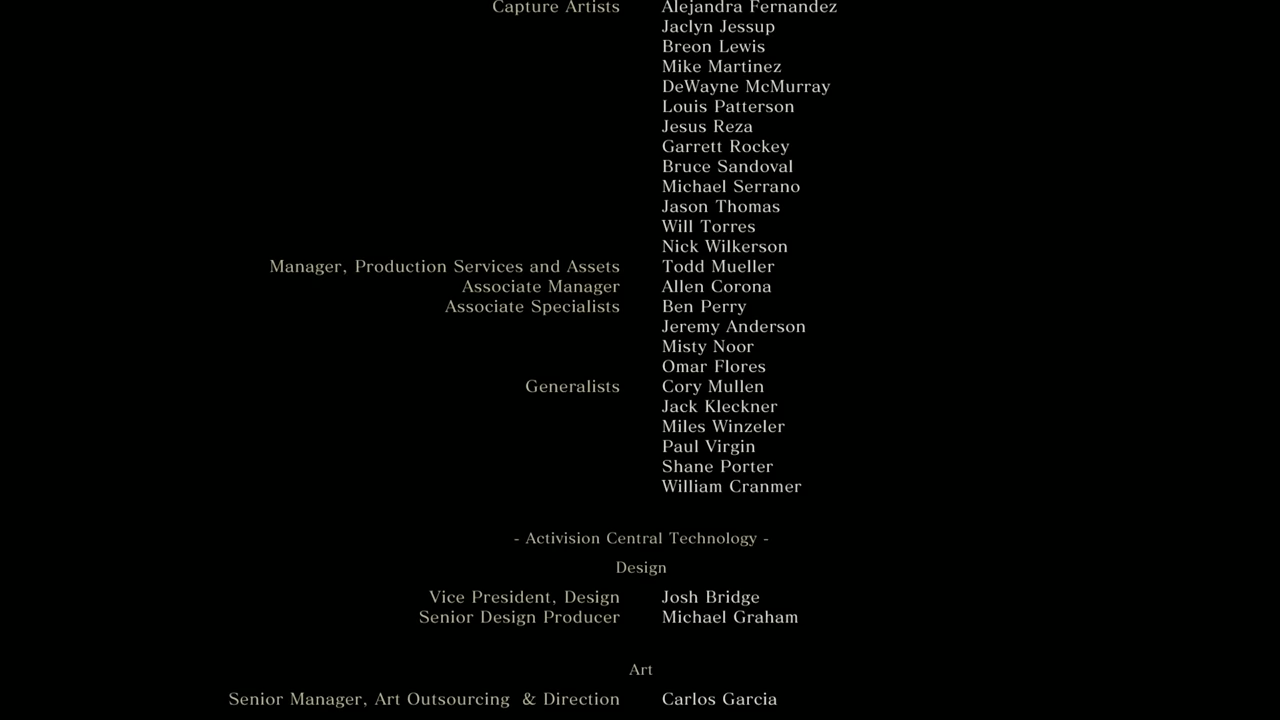 Capture Artists Alejandra Fernandez
Jaclyn Jessup
Breon Lewis
Mike Martinez
DeWayne McMurray
Louis Patterson
Jesus Reza
Garrett Rockey
Bruce Sandoval
Michael Serrano
Jason Thomas
Will Torres
Nick Wilkerson
Manager, Production Services and Assets Todd Mueller
Associate Manager Allen Corona
Associate Specialists Ben Perry
Jeremy Anderson
Misty Noor
Omar Flores
Generalists Cory Mullen
Jack Kleckner
Miles Winzeler
Paul Virgin
Shane Porter
William Cranmer
- Activision Central Technology -
Design
Vice President, Design Josh Bridge
Senior Design Producer Michael Graham
Art
Senior Manager, Art Outsourcing & Direction Carlos Garcia